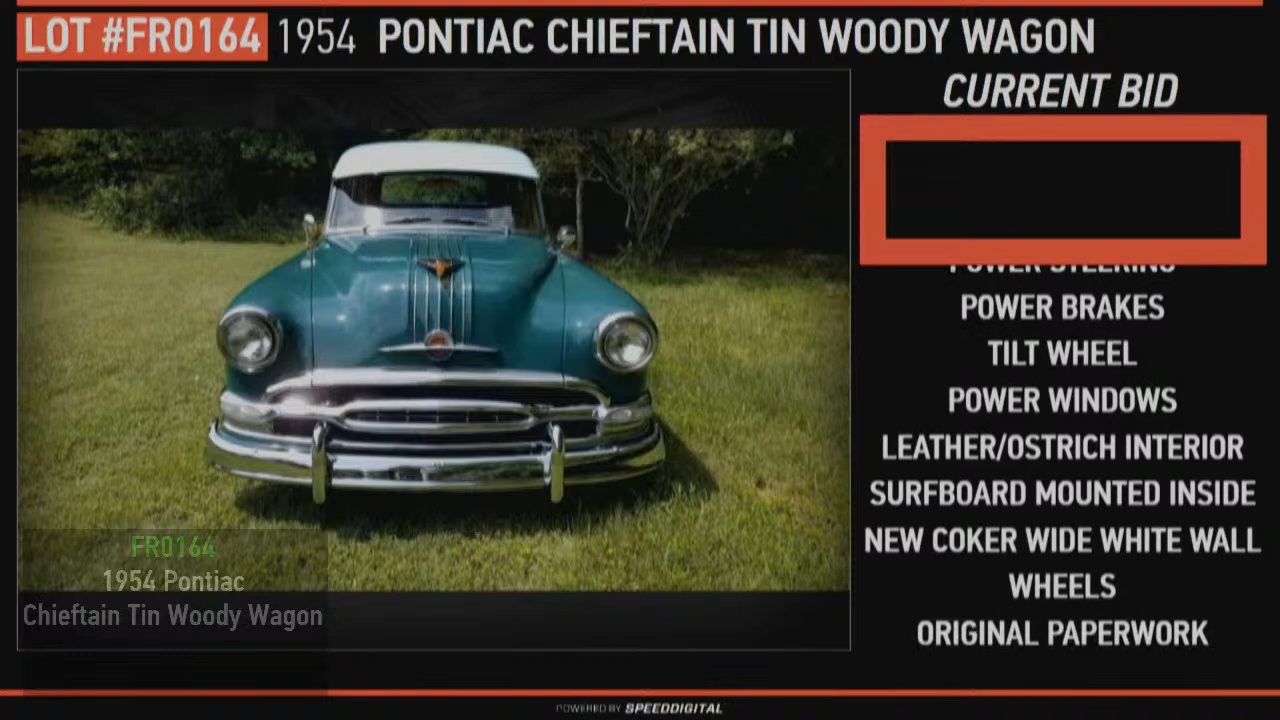 LOT #FR0164 1954 PONTIAC CHIEFTAIN TIN WOODY WAGON
CURRENT BID
POWER STEERING
POWER BRAKES
TILT WHEEL
POWER WINDOWS
LEATHER/OSTRICH INTERIOR
SURFBOARD MOUNTED INSIDE
NEW COKER WIDE WHITE WALL
WHEELS
ORIGINAL PAPERWORK
FR0164
1954 Pontiac
Chieftain Tin Woody Wagon
POWERED BY SPEEDDIGITAL